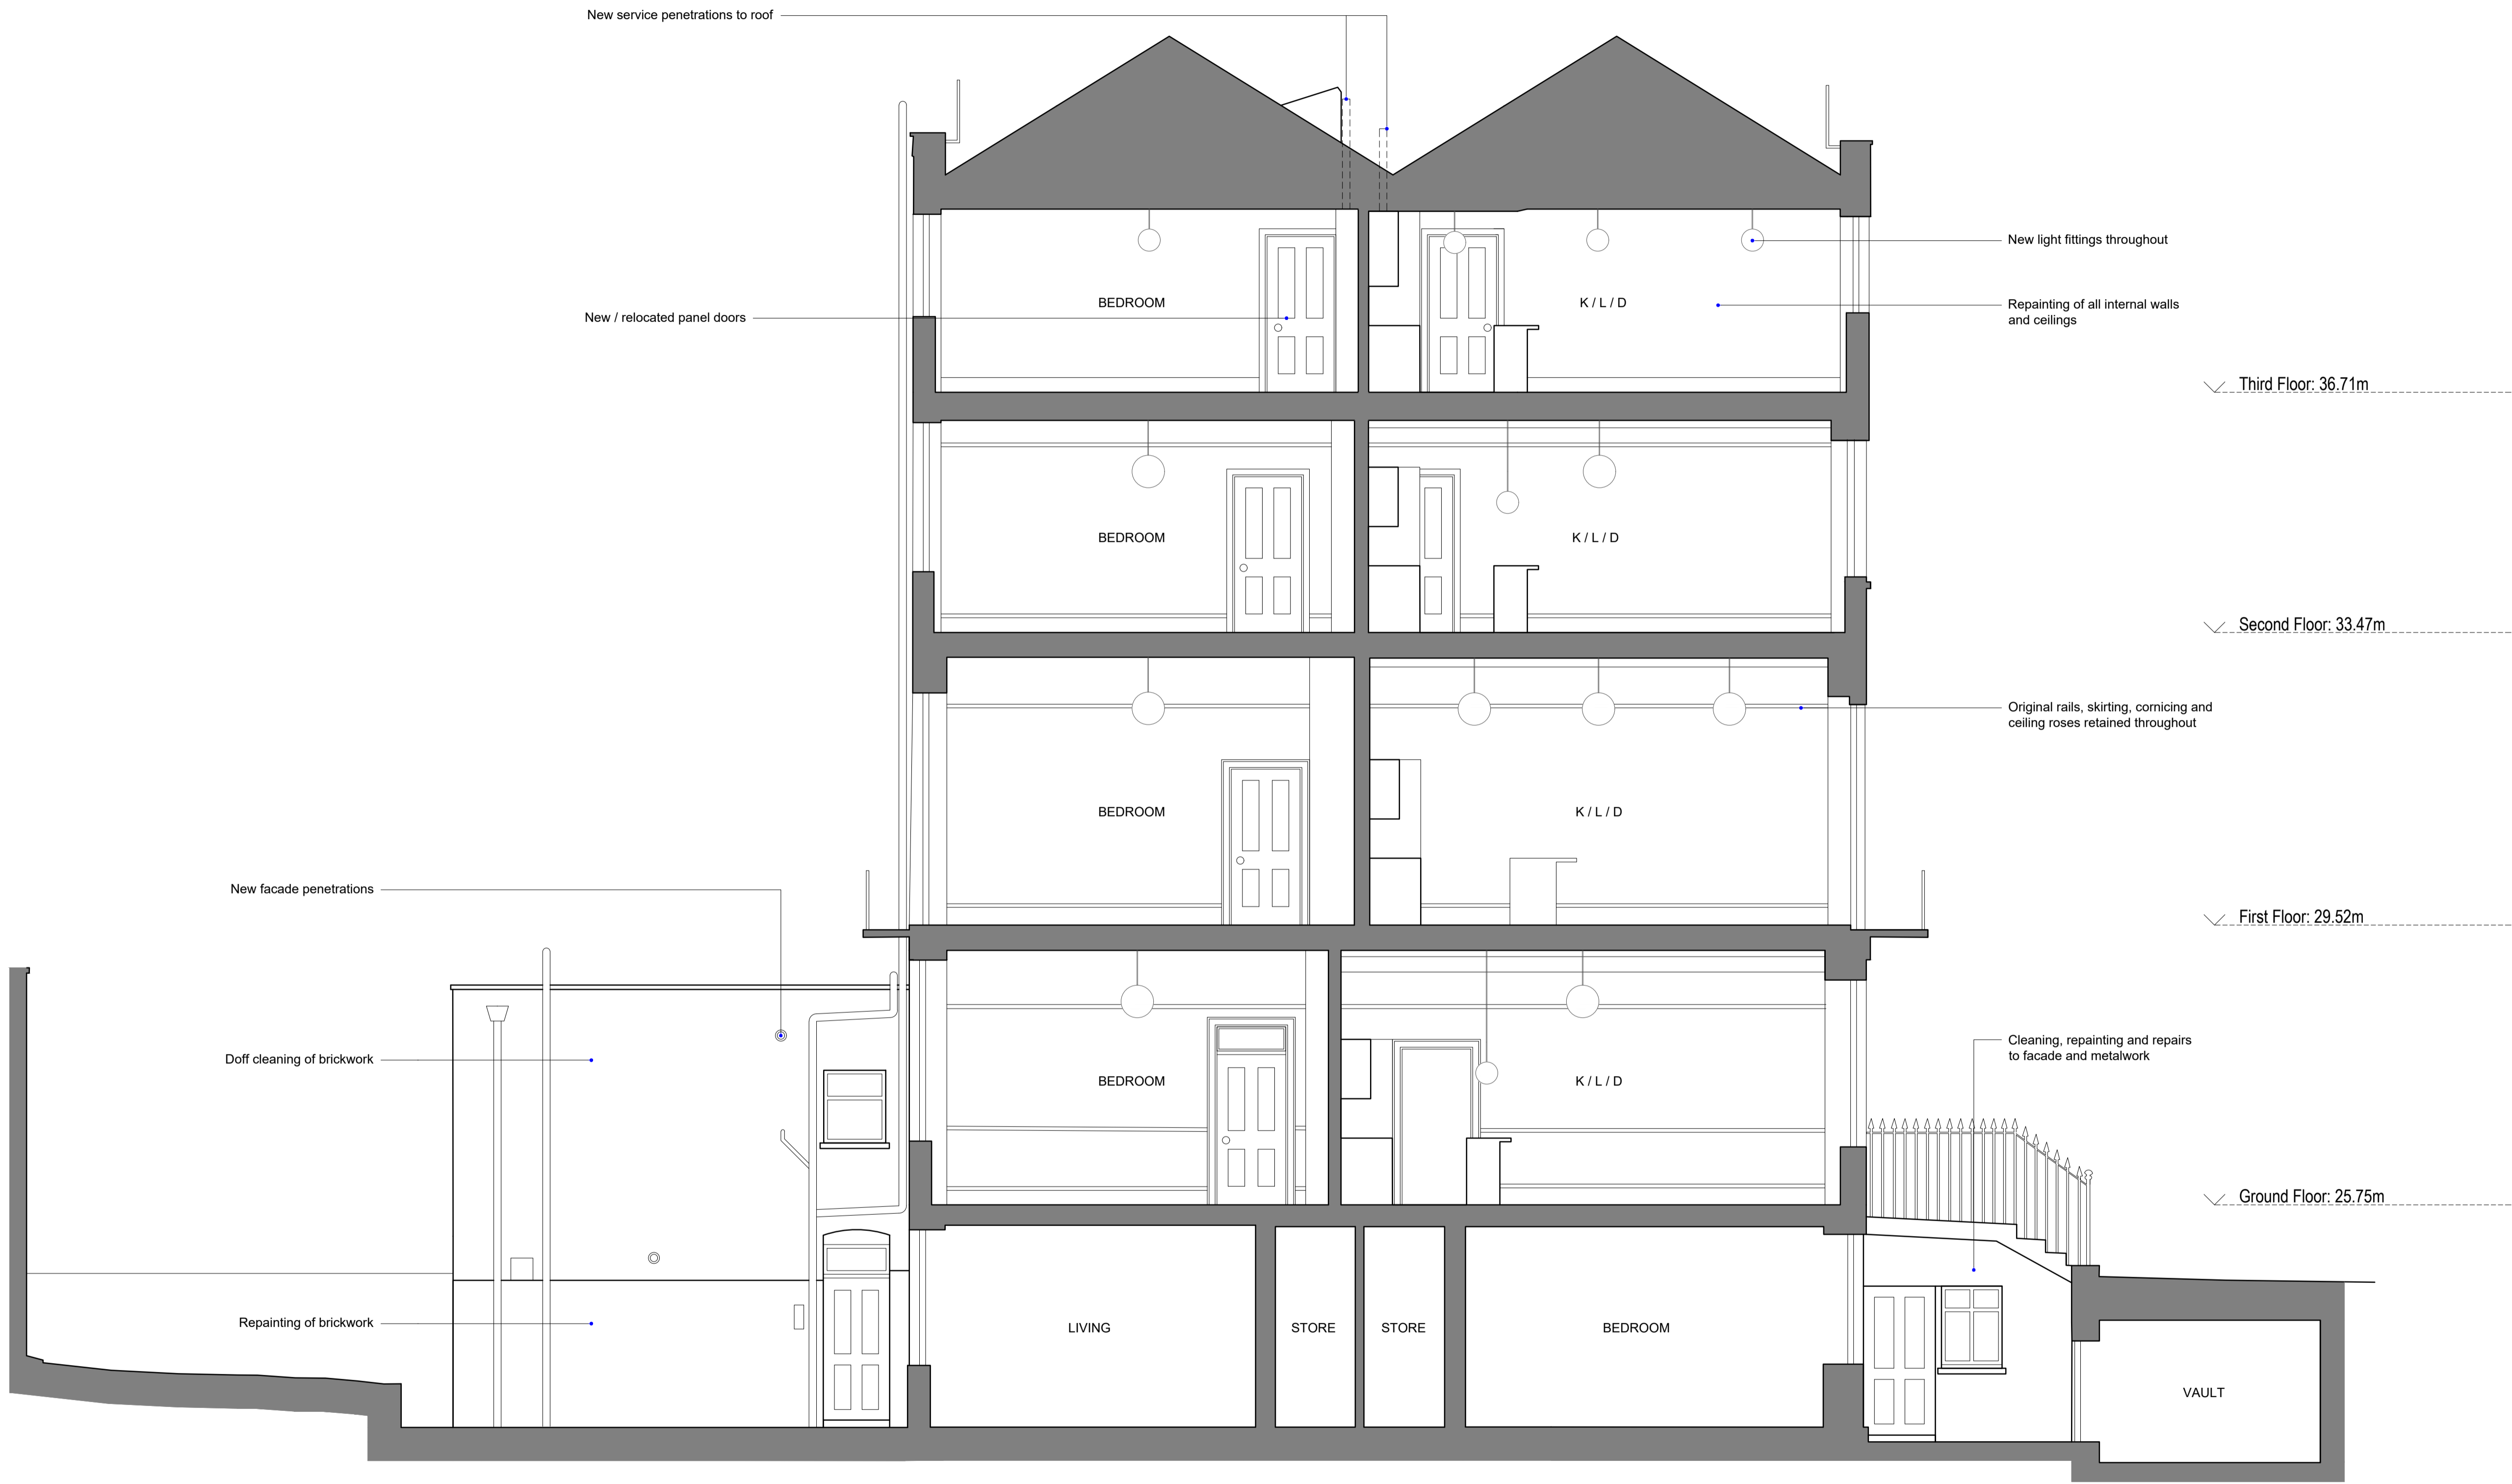 New service penetrations to roof
New light fittings throughout
BEDROOM
K / L / D
Repainting of all internal walls
and ceilings
New / relocated panel doors
Third Floor: 36.71m
BEDROOM
K / L / D
Second Floor: 33.47m
Original rails, skirting, cornicing and
ceiling roses retained throughout
BEDROOM
K / L / D
New facade penetrations
First Floor: 29.52m
Cleaning, repainting and repairs
to facade and metalwork
Doff cleaning of brickwork
BEDROOM
K / L / D
Ground Floor: 25.75m
Repainting of brickwork
LIVING
STORE
STORE
BEDROOM
VAULT